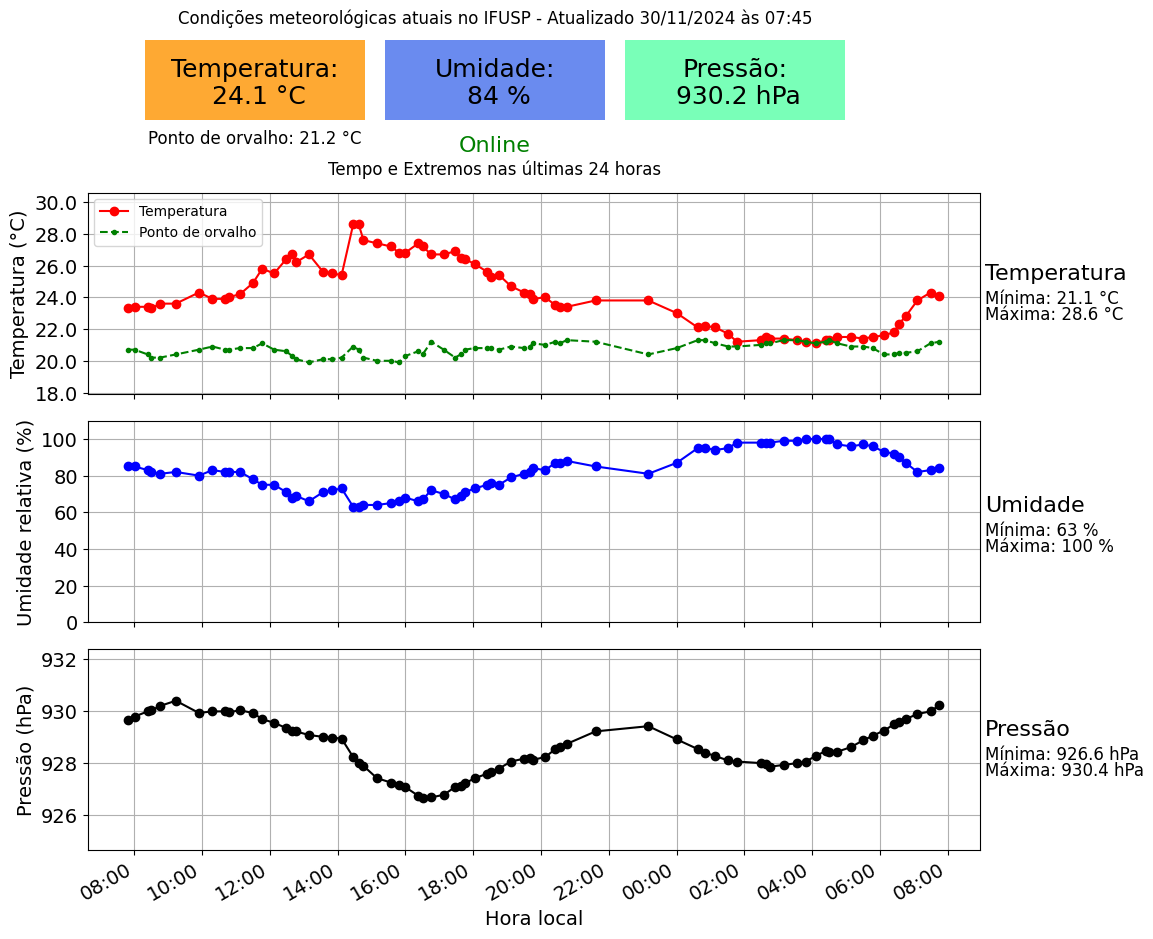 Condições meteorológicas atuais no IFUSP - Atualizado 30/11/2024 às 07:45
Temperatura:
24.1 °C
Umidade:
84 %
Pressão:
930.2 hPa
Ponto de orvalho: 21.2 °C
Online
Tempo e Extremos nas últimas 24 horas
Temperatura (°C)
30.0
28.0
26.0
24.0
22.0
20.0
18.0
Temperatura
Ponto de orvalho
Temperatura
Mínima: 21.1 °C
Máxima: 28.6 °C
Umidade relativa (%)
100
80
60
40
20
0
Umidade
Mínima: 63 %
Máxima: 100 %
Pressão (hPa)
932
930
928
926
Pressão
Mínima: 926.6 hPa
Máxima: 930.4 hPa
08:00 10:00 12:00 14:00 16:00 18:00 20:00 22:00 00:00 02:00 04:00 06:00 08:00
Hora local